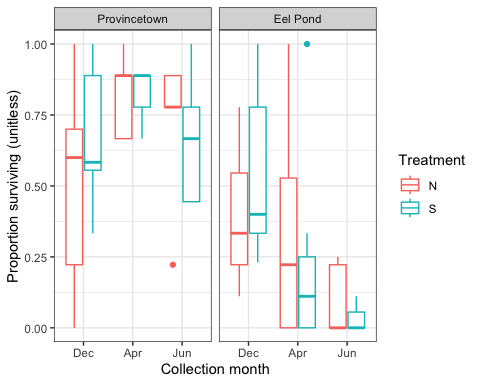 Provincetown
Eel Pond
1.00
0.75
0.50
0.25
0.00
Proportion surviving (unitless)
Dec Apr Jun
Dec Apr Jun
Collection month
Treatment
N
S